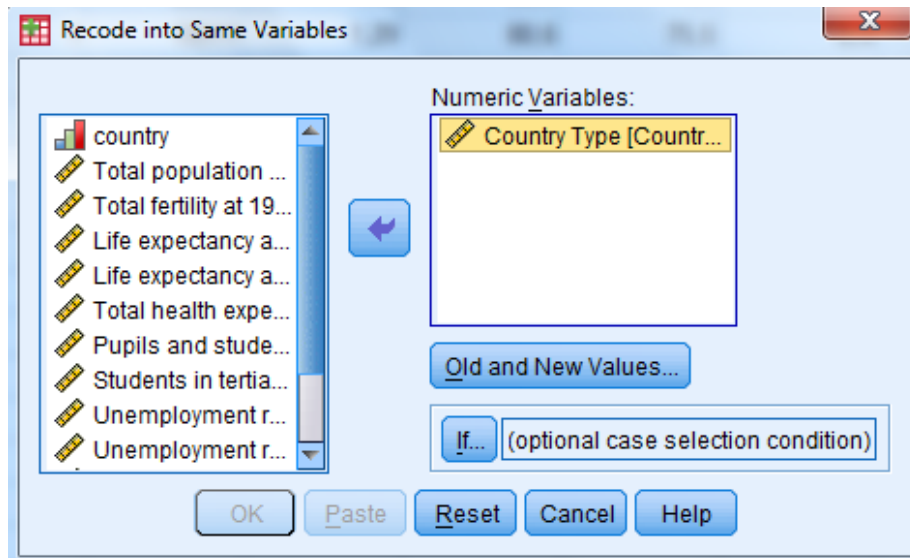 Recode into Same Variables
country
Total population ...
Total fertility at 19...
Life expectancy a...
Life expectancy a...
Total health expe...
Pupils and stude...
Students in tertia...
Unemployment r...
Unemployment r...
Numeric Variables:
Country Type [Countr...
Old and New Values...
If... (optional case selection condition)
OK Paste Reset Cancel Help